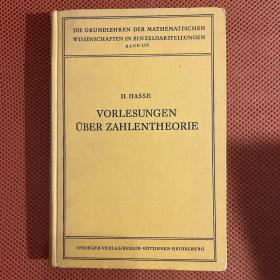 DIE GRUNDLEHREN DER MATHEMATISCHEN
WISSENSCHAFTEN IN EINZELDARSTELLUNGEN
BAND LIX
H. HASSE
VORLESUNGEN
ÜBER ZAHLENTHEORIE
SPRINGER-VERLAG / BERLIN · GÖTTINGEN · HEIDELBERG